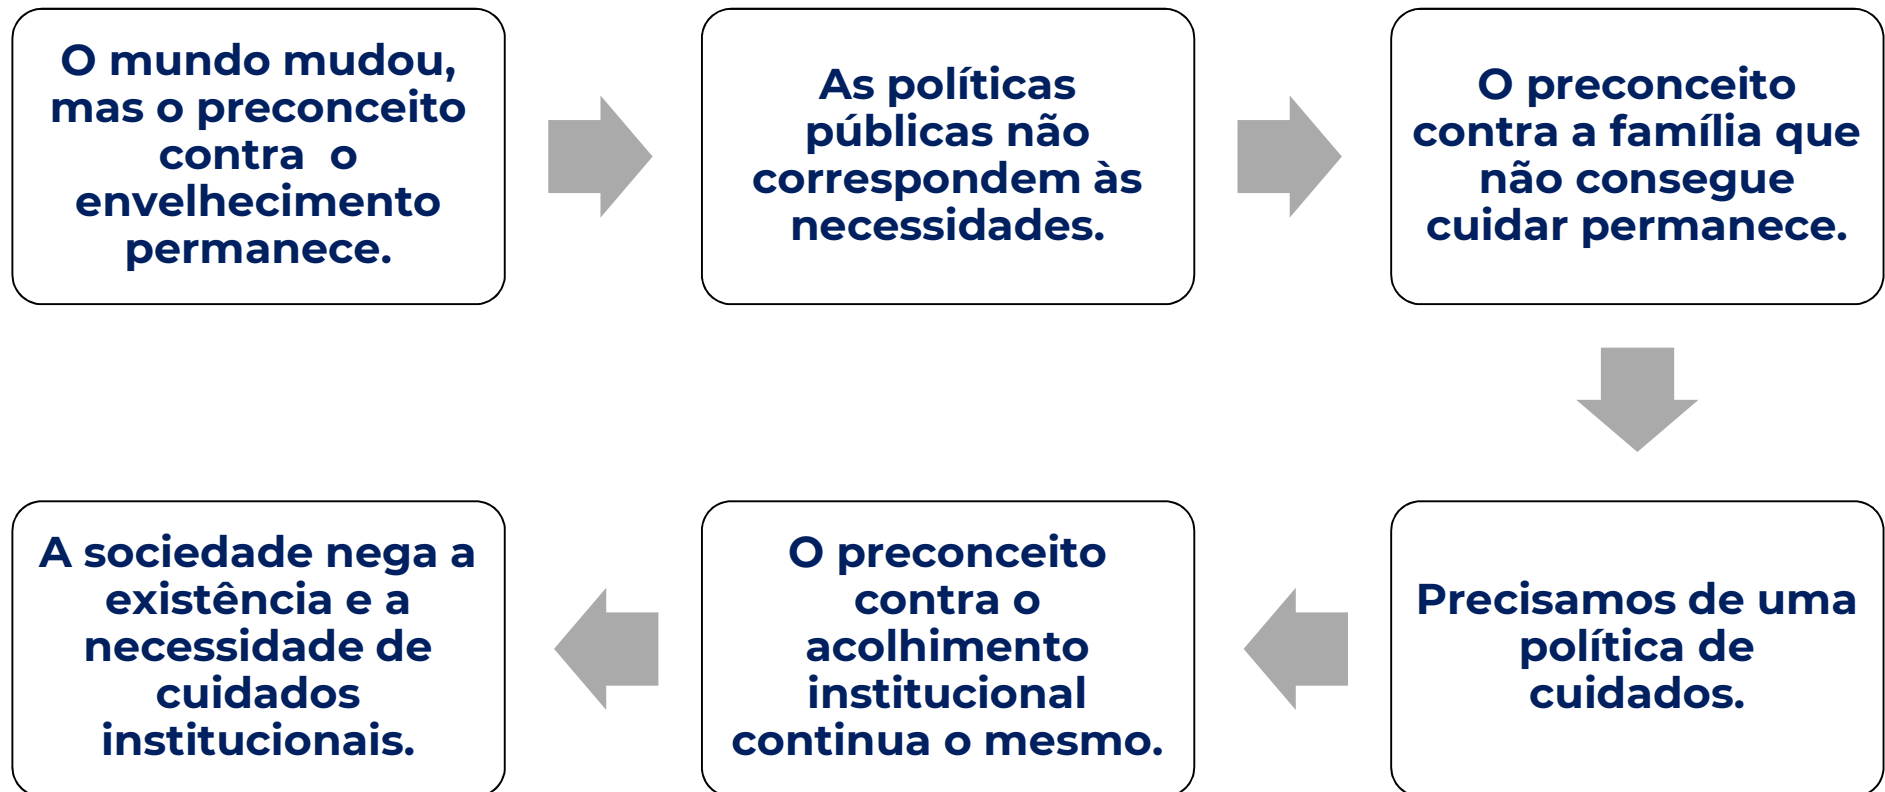 O mundo mudou,
mas o preconceito
contra  o
envelhecimento
permanece.
As políticas
públicas não
correspondem às
necessidades.
O preconceito
contra a família que
não consegue
cuidar permanece.
Precisamos de uma
política de
cuidados.
O preconceito
contra o
acolhimento
institucional
continua o mesmo.
A sociedade nega a
existência e a
necessidade de
cuidados
institucionais.